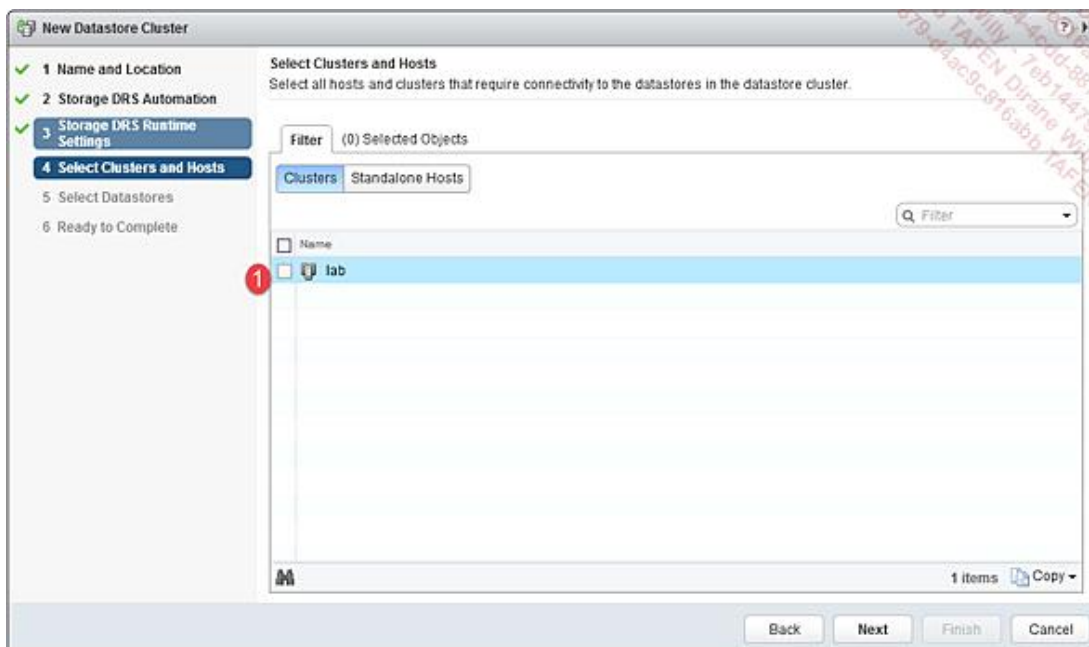 New Datastore Cluster
?
1 Name and Location
2 Storage DRS Automation
3 Storage DRS Runtime
Settings
4 Select Clusters and Hosts
5 Select Datastores
6 Ready to Complete
Select Clusters and Hosts
Select all hosts and clusters that require connectivity to the datastores in the datastore cluster.
Filter (0) Selected Objects
Clusters Standalone Hosts
Filter
Name
1 lab
1 items Copy
Back Next Finish Cancel
TAFEN Dirane Willy